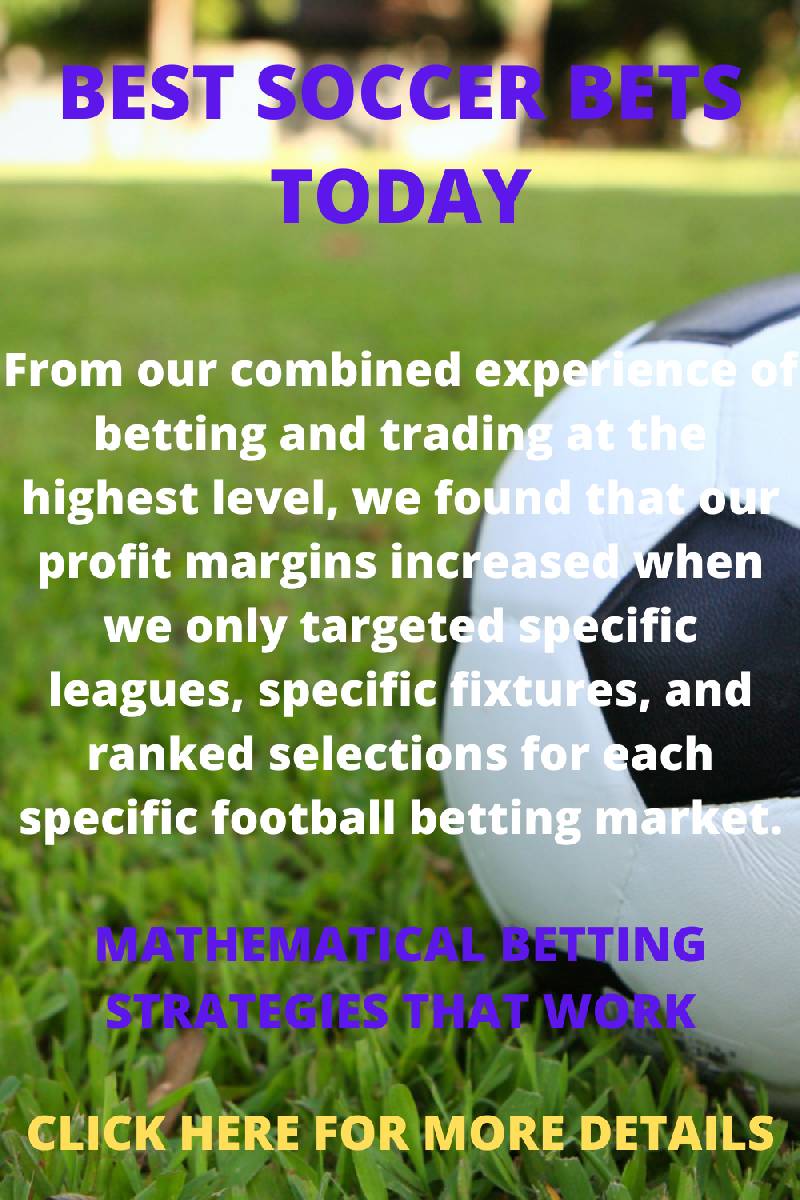 BEST SOCCER BETS
TODAY
From our combined experience of
betting and trading at the
highest level, we found that our
profit margins increased when
we only targeted specific
leagues, specific fixtures, and
ranked selections for each
specific football betting market.
MATHEMATICAL BETTING
STRATEGIES THAT WORK
CLICK HERE FOR MORE DETAILS